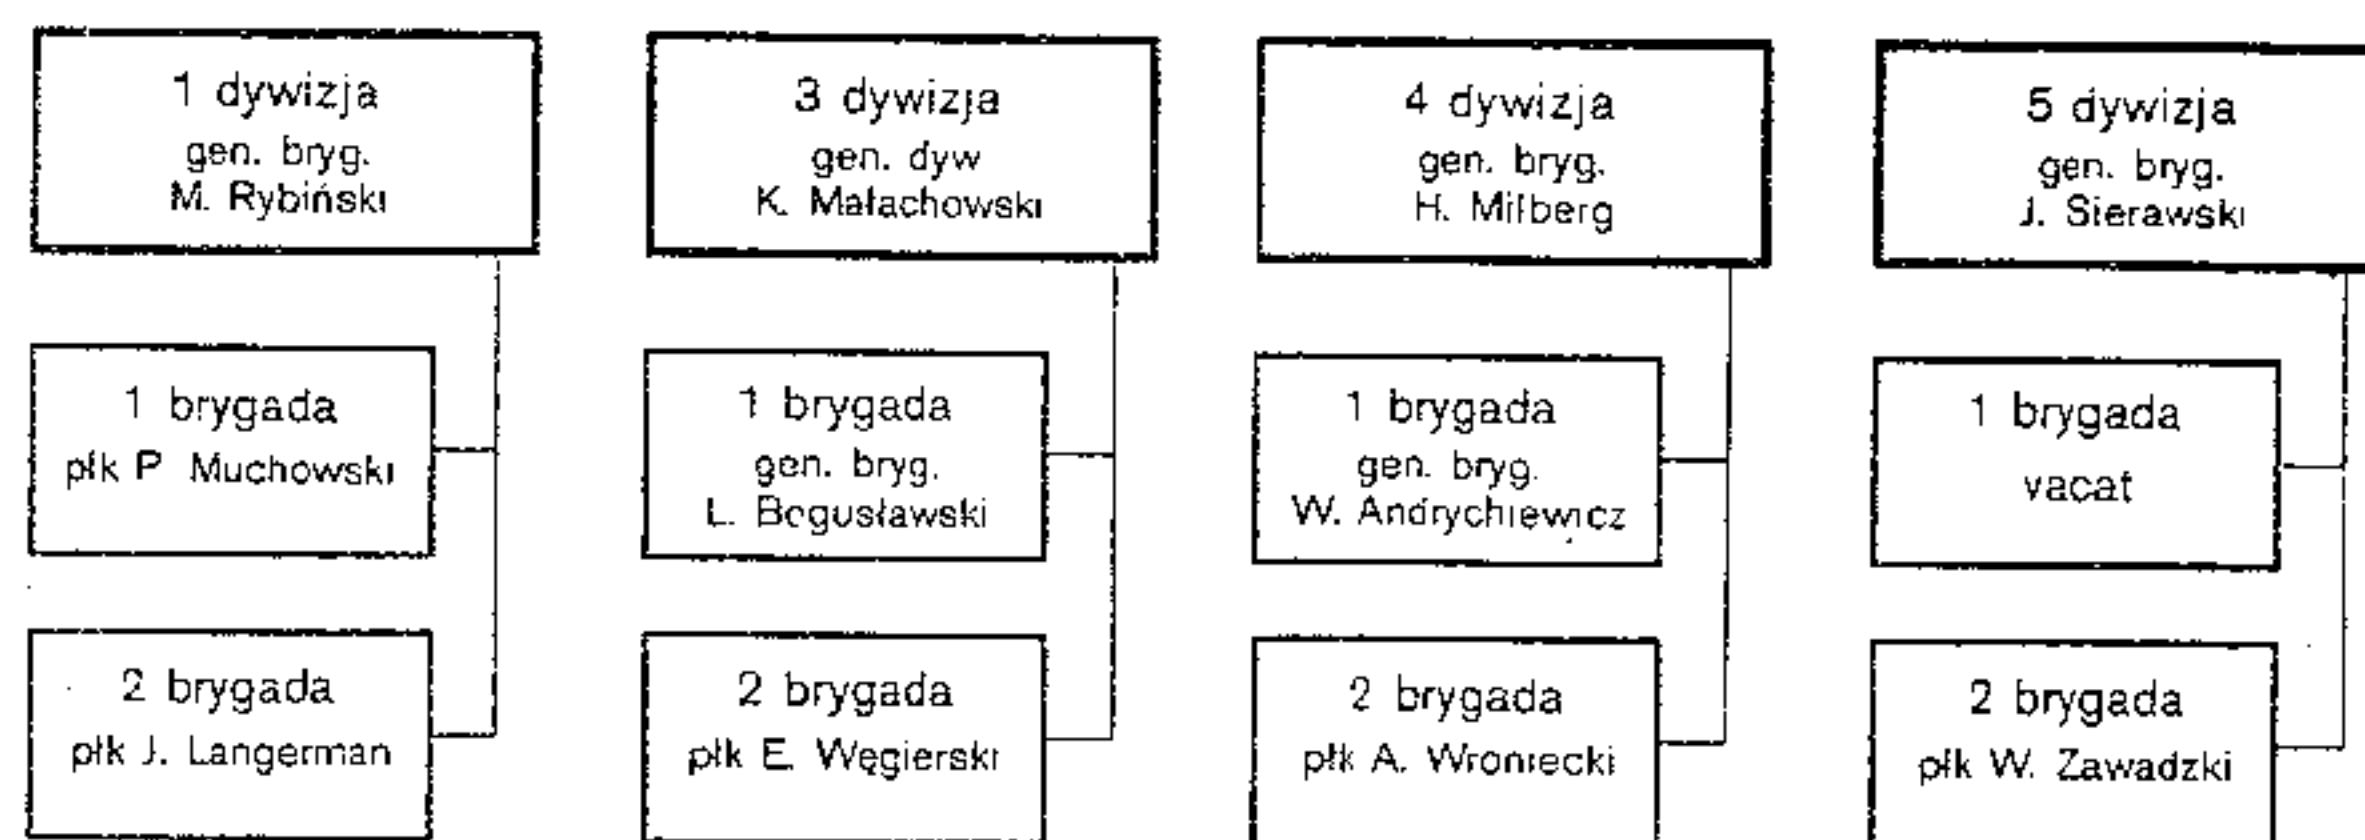 1 dywizja
gen. bryg.
M. Rybiński
3 dywizja
gen. dyw
K. Małachowski
4 dywizja
gen. bryg.
H. Milberg
5 dywizja
gen. bryg.
J. Sierawski
1 brygada
płk P. Muchowski
1 brygada
gen. bryg.
L. Bogusławski
1 brygada
gen. bryg.
W. Andrychiewicz
1 brygada
vacat
2 brygada
płk J. Langerman
2 brygada
płk E. Węgierski
2 brygada
płk A. Wroniecki
2 brygada
płk W. Zawadzki